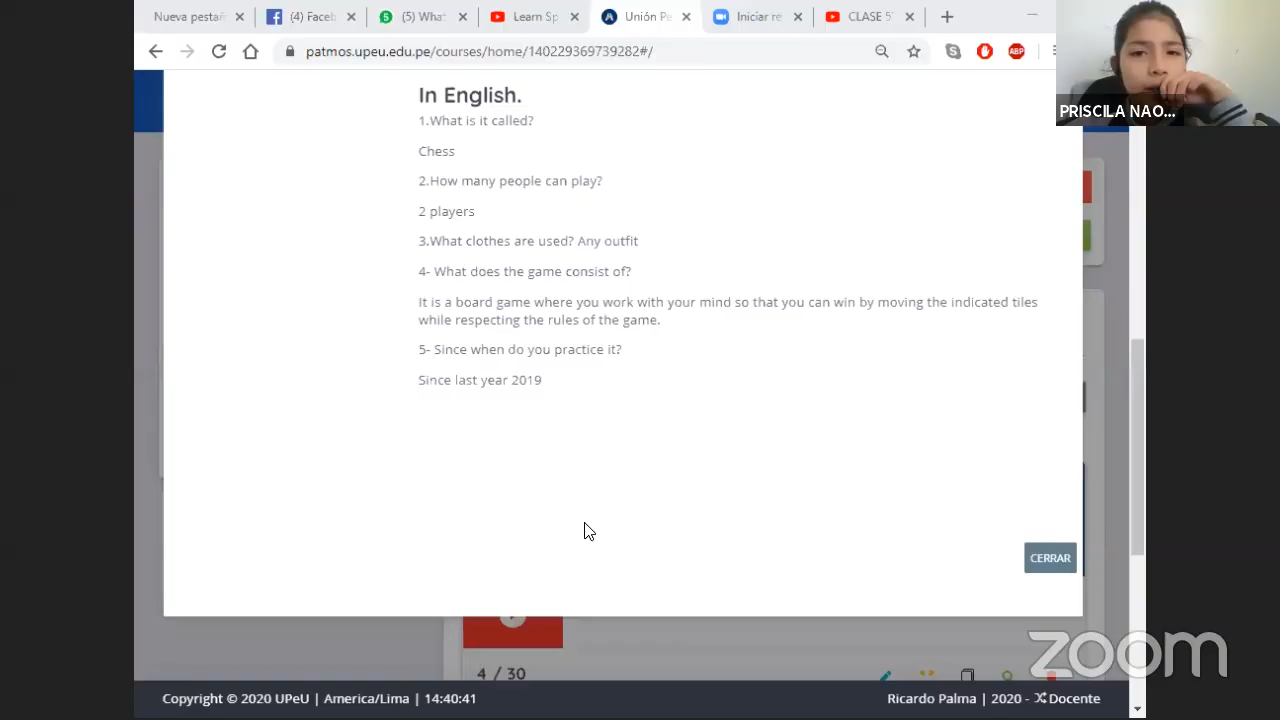 Nueva pestañ
(4) Faceb
(5) What
Learn Sp
Unión Pe
Iniciar re
CLASE 5
patmos.upeu.edu.pe/courses/home/140229369739282#/
ABP
PRISCILA NAO...
In English.
1.What is it called?
Chess
2.How many people can play?
2 players
3.What clothes are used? Any outfit
4- What does the game consist of?
It is a board game where you work with your mind so that you can win by moving the indicated tiles
while respecting the rules of the game.
5- Since when do you practice it?
Since last year 2019
CERRAR
4 / 30
zoom
Copyright © 2020 UPeU | America/Lima | 14:40:41
Ricardo Palma | 2020 - Docente